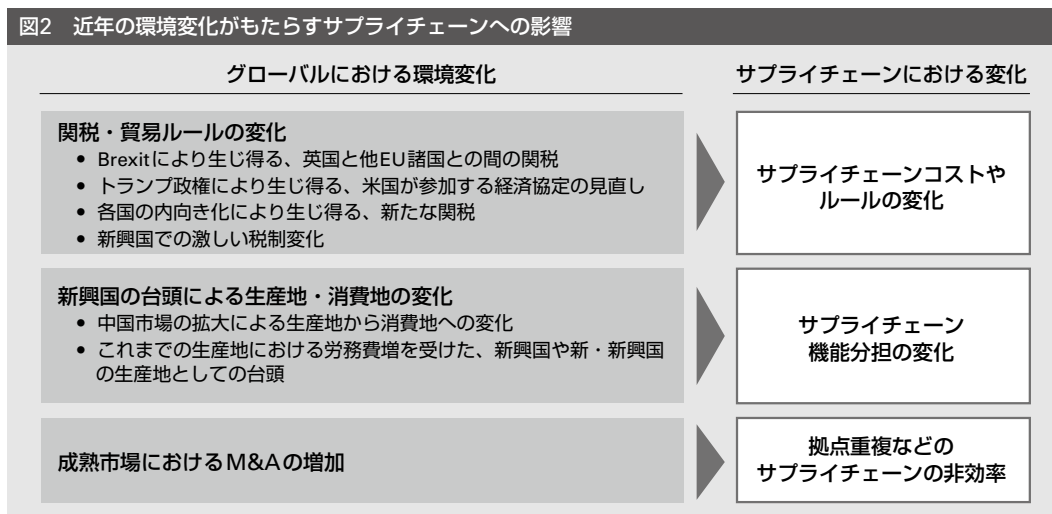 図2 近年の環境変化がもたらすサプライチェーンへの影響
グローバルにおける環境変化
サプライチェーンにおける変化
関税・貿易ルールの変化
• Brexitにより生じ得る、英国と他EU諸国との間の関税
• トランプ政権により生じ得る、米国が参加する経済協定の見直し
• 各国の内向き化により生じ得る、新たな関税
• 新興国での激しい税制変化
サプライチェーンコストや
ルールの変化
新興国の台頭による生産地・消費地の変化
• 中国市場の拡大による生産地から消費地への変化
• これまでの生産地における労務費増を受けた、新興国や新・新興国
の生産地としての台頭
サプライチェーン
機能分担の変化
成熟市場におけるM&Aの増加
拠点重複などの
サプライチェーンの非効率